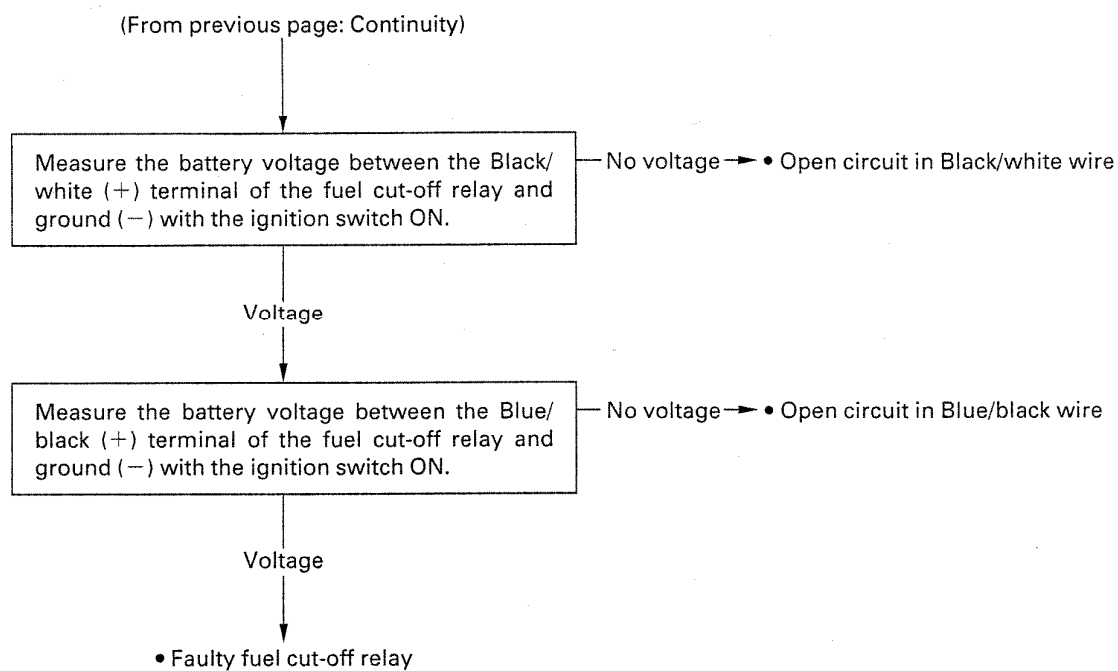 (From previous page: Continuity)
Measure the battery voltage between the Black/
white (+) terminal of the fuel cut-off relay and
ground (−) with the ignition switch ON.
No voltage
• Open circuit in Black/white wire
Voltage
Measure the battery voltage between the Blue/
black (+) terminal of the fuel cut-off relay and
ground (−) with the ignition switch ON.
No voltage
• Open circuit in Blue/black wire
Voltage
• Faulty fuel cut-off relay